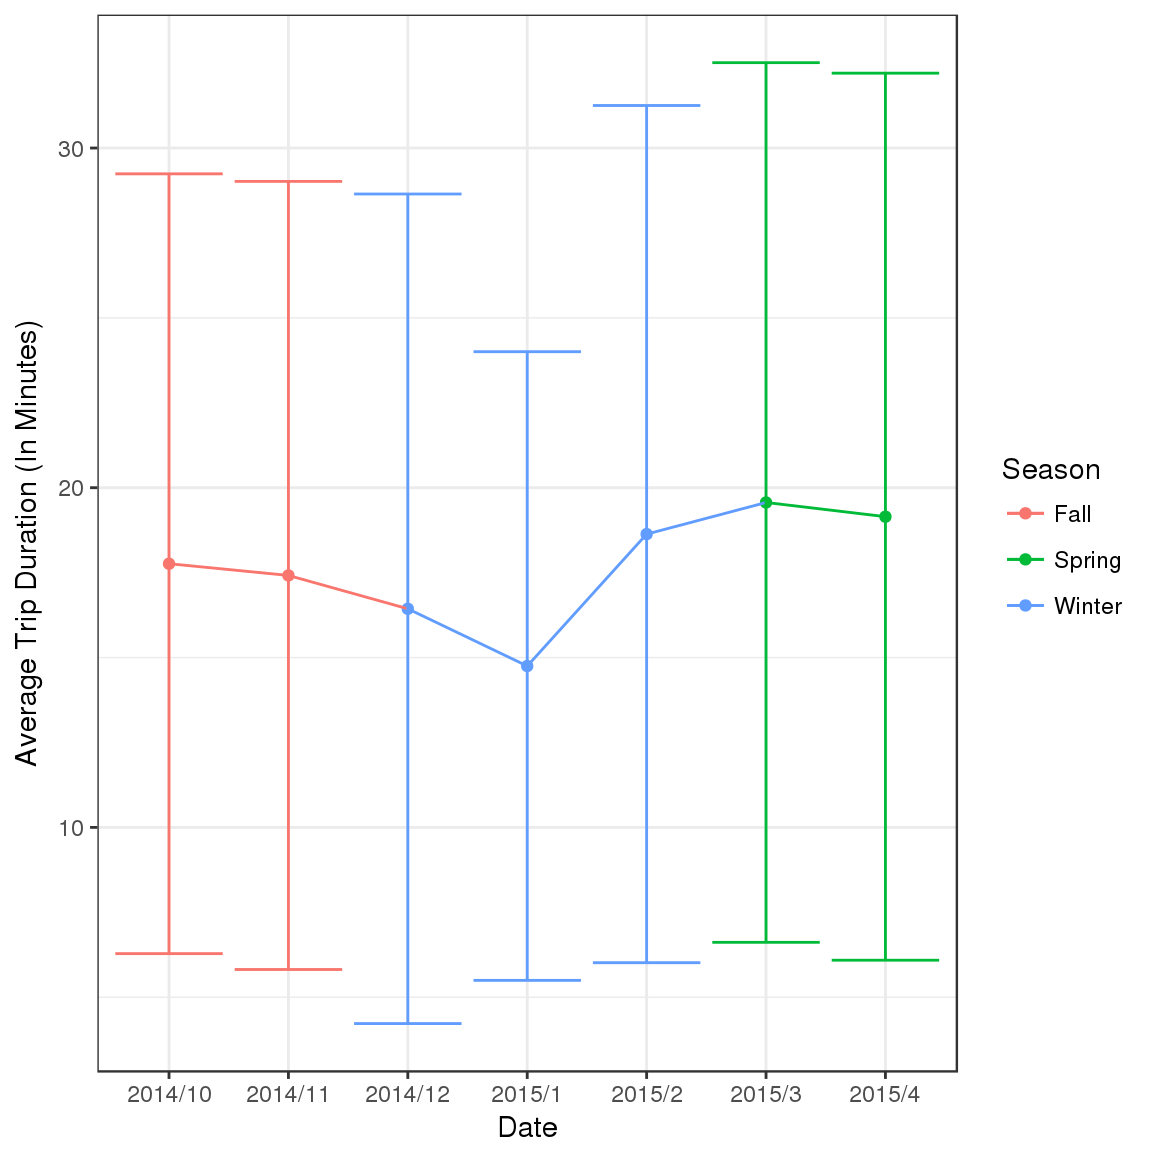 Average Trip Duration (In Minutes)
30
20
10
2014/10
2014/11
2014/12
2015/1
2015/2
2015/3
2015/4
Date
Season
Fall
Spring
Winter